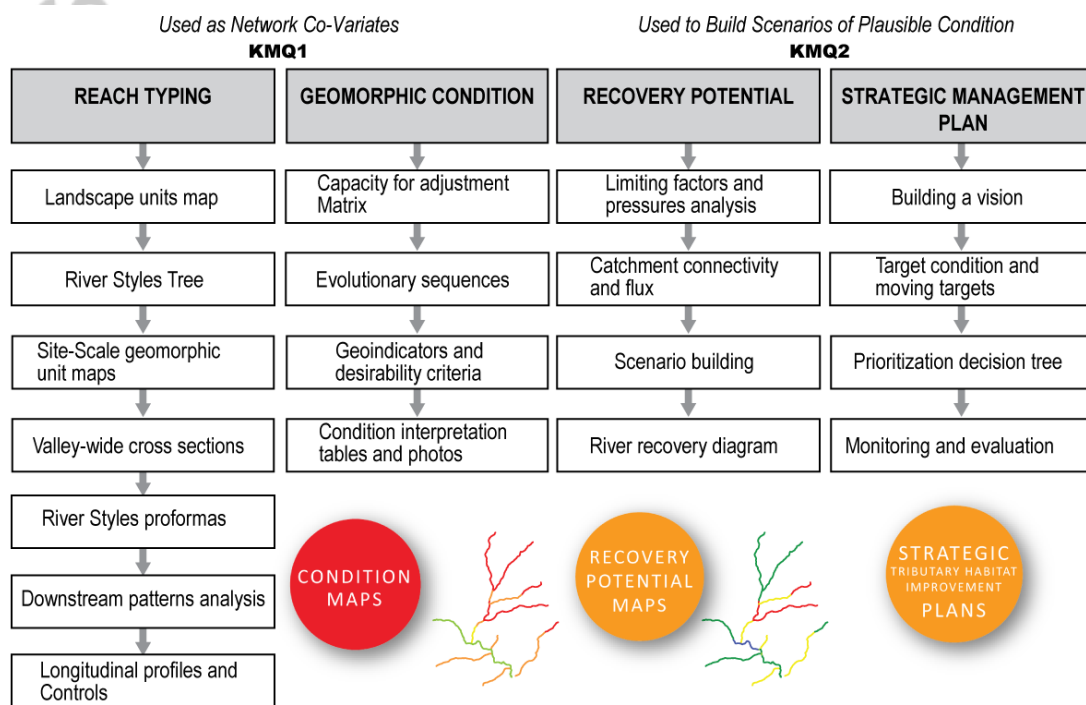 Used as Network Co-Variates
KMQ1
Used to Build Scenarios of Plausible Condition
KMQ2
REACH TYPING
Landscape units map
River Styles Tree
Site-Scale geomorphic
unit maps
Valley-wide cross sections
River Styles proformas
Downstream patterns analysis
Longitudinal profiles and
Controls
GEOMORPHIC CONDITION
Capacity for adjustment
Matrix
Evolutionary sequences
Geoindicators and
desirability criteria
Condition interpretation
tables and photos
CONDITION
MAPS
RECOVERY POTENTIAL
Limiting factors and
pressures analysis
Catchment connectivity
and flux
Scenario building
River recovery diagram
RECOVERY
POTENTIAL
MAPS
STRATEGIC MANAGEMENT
PLAN
Building a vision
Target condition and
moving targets
Prioritization decision tree
Monitoring and evaluation
STRATEGIC
TRIBUTARY HABITAT
IMPROVEMENT
PLANS